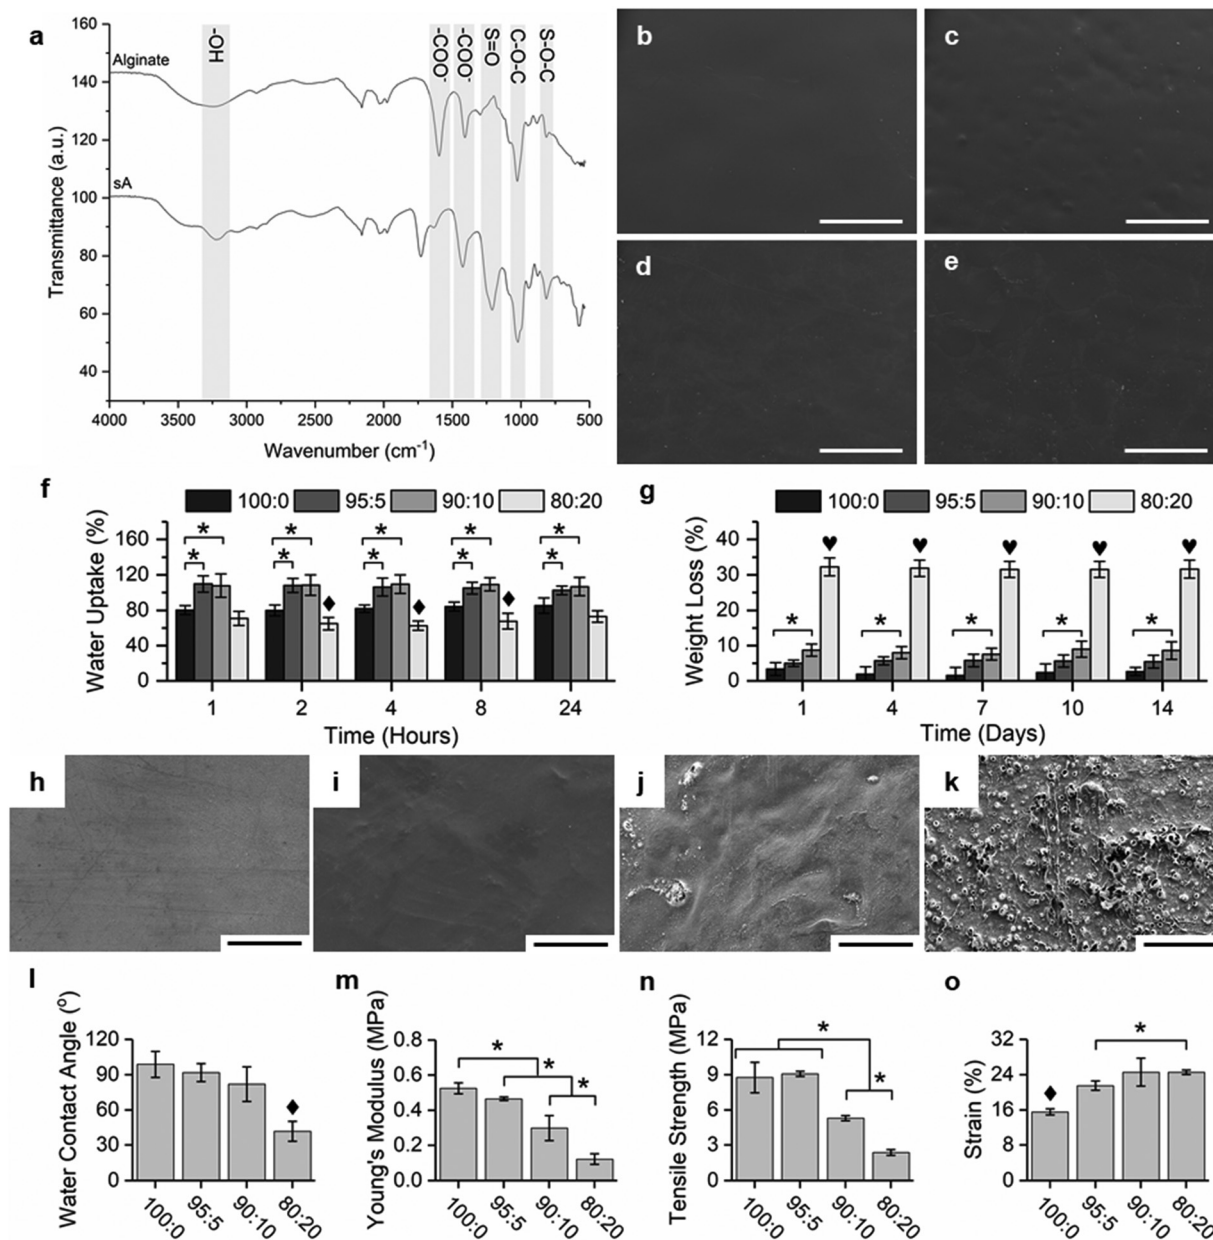 a
160
140
120
100
80
60
40
Transmittance (a.u.)
Alginate
sA
-OH
-COO-
-COO-
S=O
C-O-C
S-O-C
4000 3500 3000 2500 2000 1500 1000 500
Wavenumber (cm-1)
b
c
d
e
f
100:0 95:5 90:10 80:20
Water Uptake (%)
160
120
80
40
0
* * * * *
* * * * *
♦ ♦ ♦
1 2 4 8 24
Time (Hours)
g
100:0 95:5 90:10 80:20
Weight Loss (%)
40
30
20
10
0
♥ ♥ ♥ ♥ ♥
* * * * *
1 4 7 10 14
Time (Days)
h
i
j
k
l
Water Contact Angle (o)
120
90
60
30
0
♦
100:0 95:5 90:10 80:20
m
Young's Modulus (MPa)
0.8
0.6
0.4
0.2
0.0
* * *
100:0 95:5 90:10 80:20
n
Tensile Strength (MPa)
12
9
6
3
0
* *
100:0 95:5 90:10 80:20
o
Strain (%)
32
24
16
8
0
♦ *
100:0 95:5 90:10 80:20